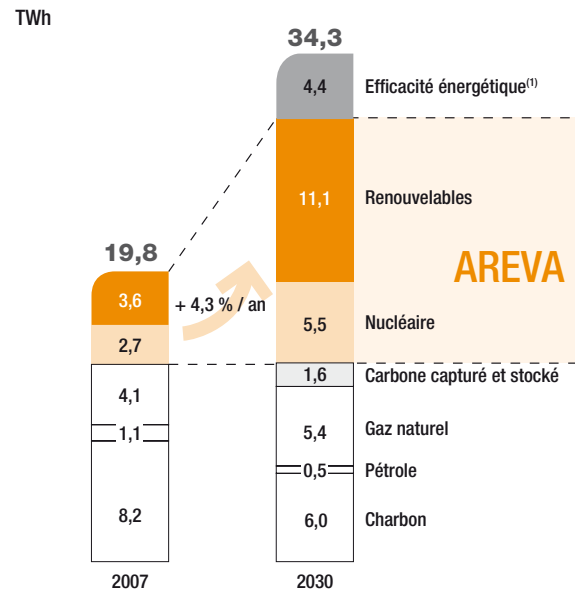 TWh
34,3
4,4
Efficacité énergétique(1)
11,1
Renouvelables
AREVA
19,8
3,6
+ 4,3 % / an
2,7
5,5
Nucléaire
1,6
Carbone capturé et stocké
4,1
5,4
Gaz naturel
1,1
0,5
Pétrole
8,2
6,0
Charbon
2007
2030